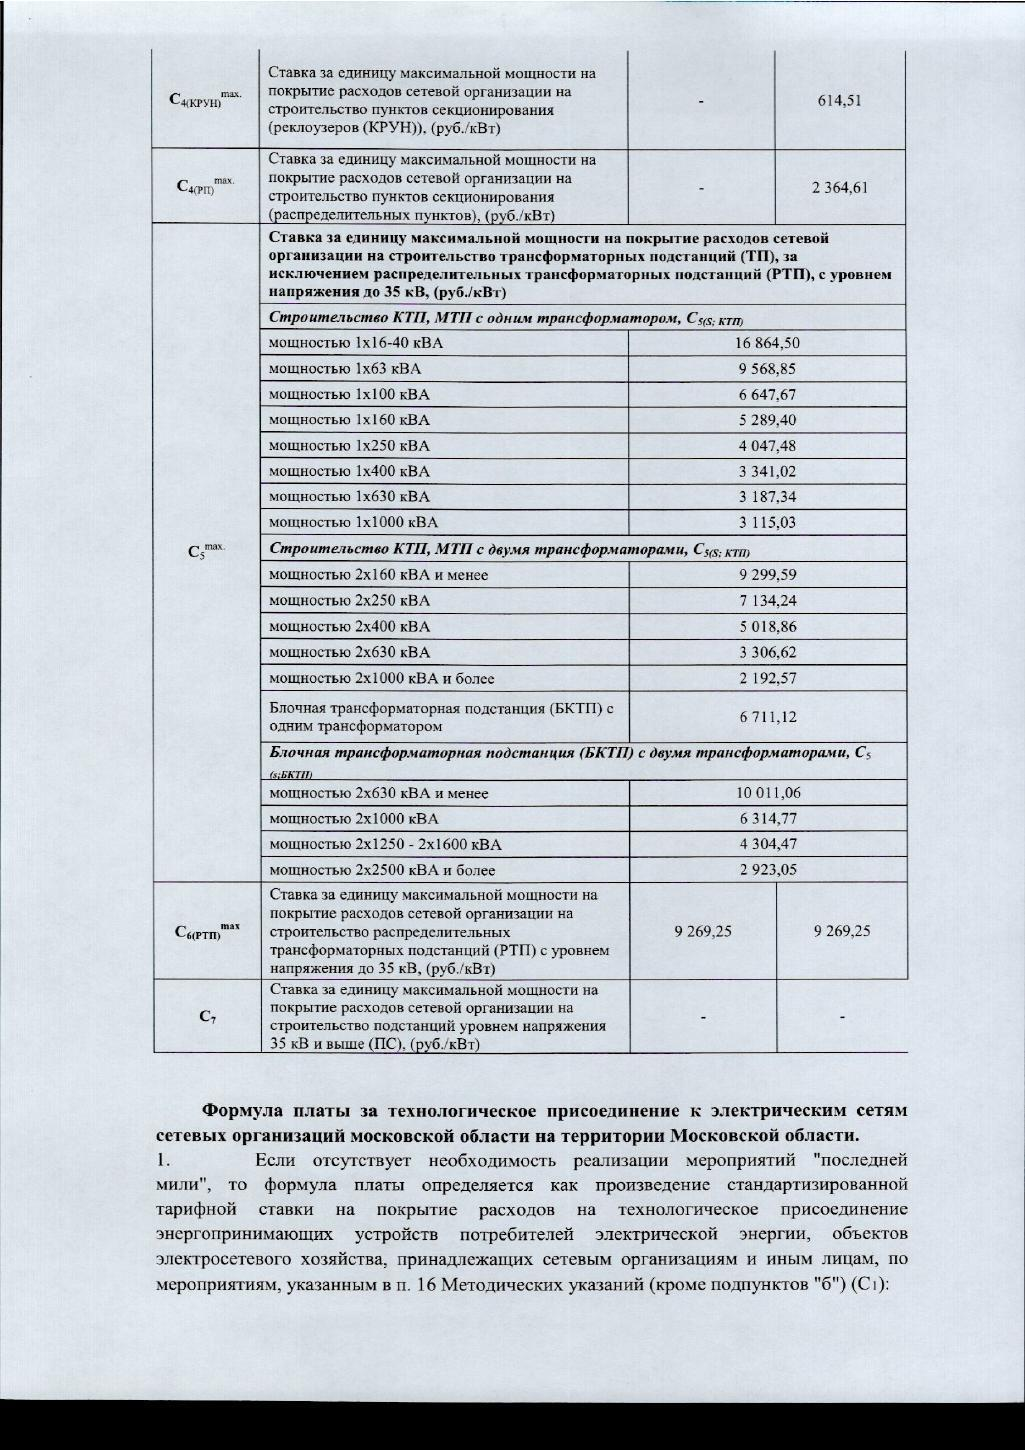 C4(КРУН)max.
Ставка за единицу максимальной мощности на
покрытие расходов сетевой организации на
строительство пунктов секционирования
(реклоузеров (КРУН)), (руб./кВт)
-
614,51
C4(РП)max.
Ставка за единицу максимальной мощности на
покрытие расходов сетевой организации на
строительство пунктов секционирования
(распределительных пунктов), (руб./кВт)
-
2 364,61
C5max.
Ставка за единицу максимальной мощности на покрытие расходов сетевой
организации на строительство трансформаторных подстанций (ТП), за
исключением распределительных трансформаторных подстанций (РТП), с уровнем
напряжения до 35 кВ, (руб./кВт)
Строительство КТП, МТП с одним трансформатором, C5(S; КТП)
мощностью 1х16-40 кВА
16 864,50
мощностью 1х63 кВА
9 568,85
мощностью 1х100 кВА
6 647,67
мощностью 1х160 кВА
5 289,40
мощностью 1х250 кВА
4 047,48
мощностью 1х400 кВА
3 341,02
мощностью 1х630 кВА
3 187,34
мощностью 1х1000 кВА
3 115,03
Строительство КТП, МТП с двумя трансформаторами, C5(S; КТП)
мощностью 2х160 кВА и менее
9 299,59
мощностью 2х250 кВА
7 134,24
мощностью 2х400 кВА
5 018,86
мощностью 2х630 кВА
3 306,62
мощностью 2х1000 кВА и более
2 192,57
Блочная трансформаторная подстанция (БКТП) с
одним трансформатором
6 711,12
Блочная трансформаторная подстанция (БКТП) с двумя трансформаторами, C5
(s;БКТП)
мощностью 2х630 кВА и менее
10 011,06
мощностью 2х1000 кВА
6 314,77
мощностью 2х1250 - 2х1600 кВА
4 304,47
мощностью 2х2500 кВА и более
2 923,05
C6(РТП)max
Ставка за единицу максимальной мощности на
покрытие расходов сетевой организации на
строительство распределительных
трансформаторных подстанций (РТП) с уровнем
напряжения до 35 кВ, (руб./кВт)
9 269,25
9 269,25
C7
Ставка за единицу максимальной мощности на
покрытие расходов сетевой организации на
строительство подстанций уровнем напряжения
35 кВ и выше (ПС), (руб./кВт)
-
-
Формула платы за технологическое присоединение к электрическим сетям
сетевых организаций московской области на территории Московской области.
1. Если отсутствует необходимость реализации мероприятий "последней
мили", то формула платы определяется как произведение стандартизированной
тарифной ставки на покрытие расходов на технологическое присоединение
энергопринимающих устройств потребителей электрической энергии, объектов
электросетевого хозяйства, принадлежащих сетевым организациям и иным лицам, по
мероприятиям, указанным в п. 16 Методических указаний (кроме подпунктов "б") (C1):